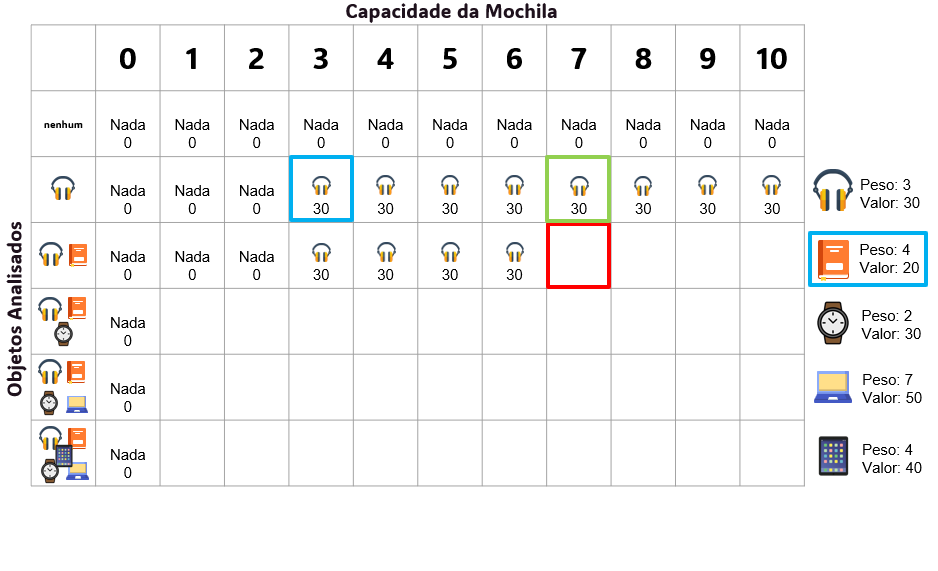 Capacidade da Mochila
0 1 2 3 4 5 6 7 8 9 10
nenhum
Nada Nada Nada Nada Nada Nada Nada Nada Nada Nada Nada
0 0 0 0 0 0 0 0 0 0 0
Nada Nada Nada
0 0 0 30 30 30 30 30 30 30 30
Peso: 3
Valor: 30
Objetos Analisados
Nada Nada Nada
0 0 0 30 30 30 30
Peso: 4
Valor: 20
Nada
0
Peso: 2
Valor: 30
Nada
0
Peso: 7
Valor: 50
Nada
0
Peso: 4
Valor: 40